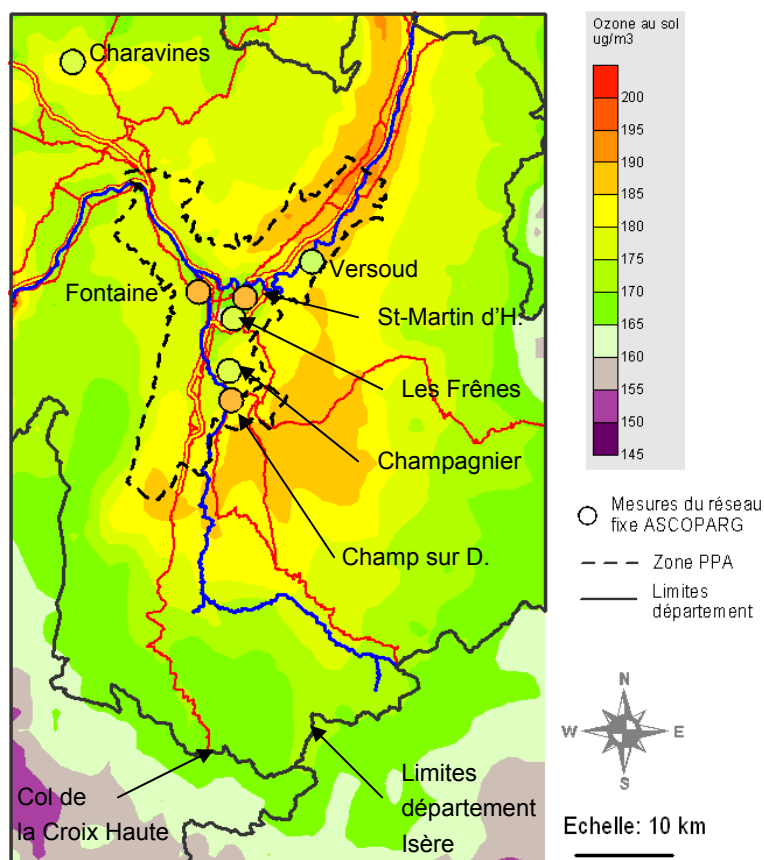 Charavines
Versoud
Fontaine
St-Martin d'H.
Les Frênes
Champagnier
Champ sur D.
Col de
la Croix Haute
Limites
département
Isère
Ozone au sol
ug/m3
200
195
190
185
180
175
170
165
160
155
150
145
Mesures du réseau
fixe ASCOPARG
Zone PPA
Limites
département
N
W E
S
Echelle: 10 km